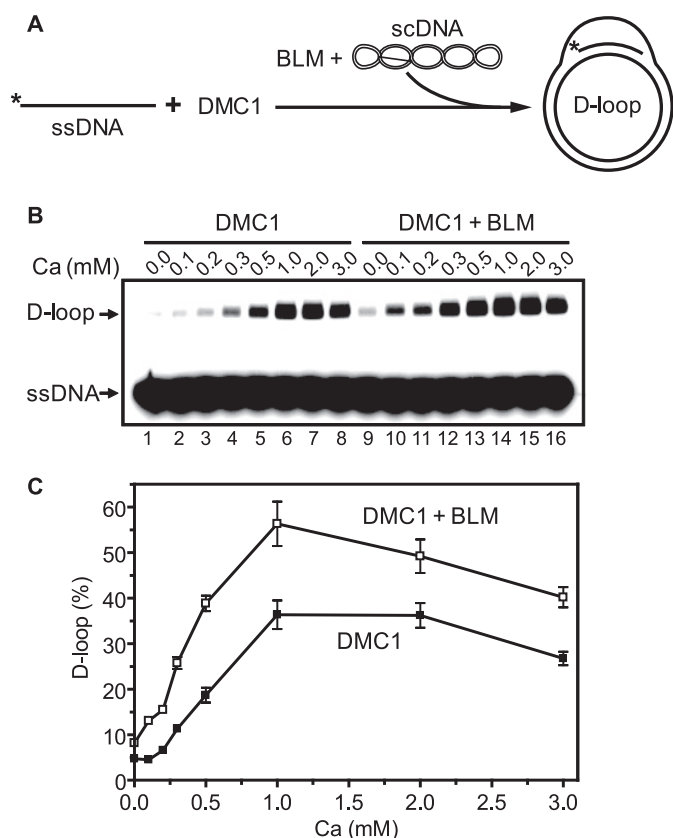 A
scDNA
BLM +
* ssDNA + DMC1
* D-loop
B
DMC1 DMC1 + BLM
Ca (mM) 0.0 0.1 0.2 0.3 0.5 1.0 2.0 3.0 0.0 0.1 0.2 0.3 0.5 1.0 2.0 3.0
D-loop
ssDNA
1 2 3 4 5 6 7 8 9 10 11 12 13 14 15 16
C
60
50
40
30
20
10
0
D-loop (%)
DMC1 + BLM
DMC1
0.0 0.5 1.0 1.5 2.0 2.5 3.0
Ca (mM)